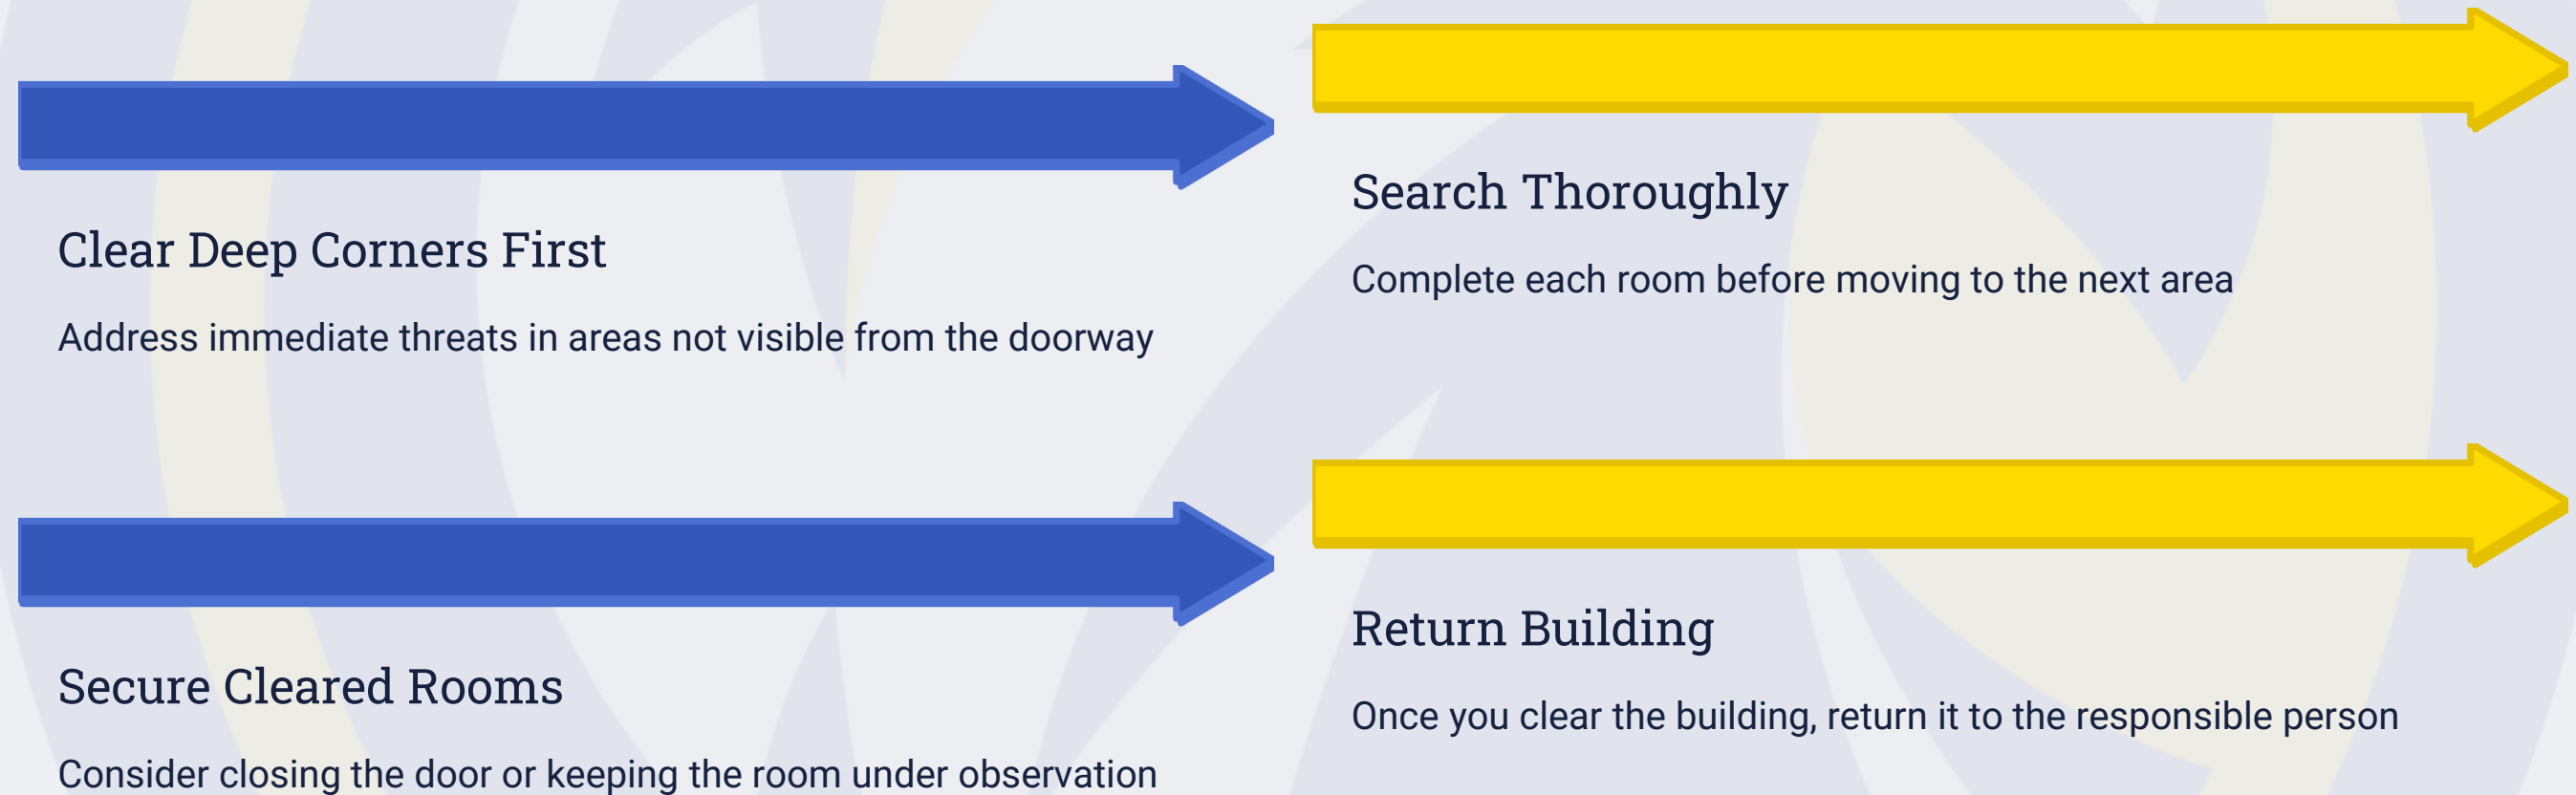 Clear Deep Corners First
Address immediate threats in areas not visible from the doorway
Search Thoroughly
Complete each room before moving to the next area
Secure Cleared Rooms
Consider closing the door or keeping the room under observation
Return Building
Once you clear the building, return it to the responsible person